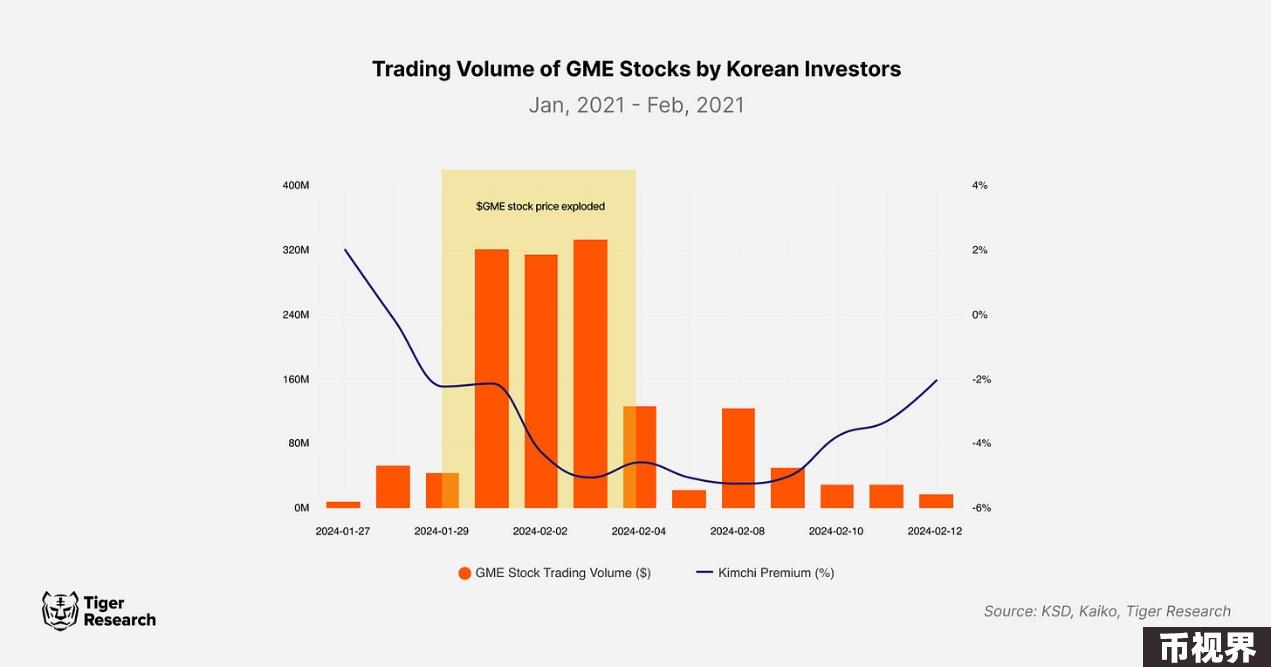 Trading Volume of GME Stocks by Korean Investors
Jan, 2021 - Feb, 2021
400M
320M
240M
160M
80M
0M
$GME stock price exploded
4%
2%
0%
-2%
-4%
-6%
2024-01-27 2024-01-29 2024-02-02 2024-02-04 2024-02-08 2024-02-10 2024-02-12
GME Stock Trading Volume ($) Kimchi Premium (%)
Tiger
Research
Source: KSD, Kaiko, Tiger Research
币视界